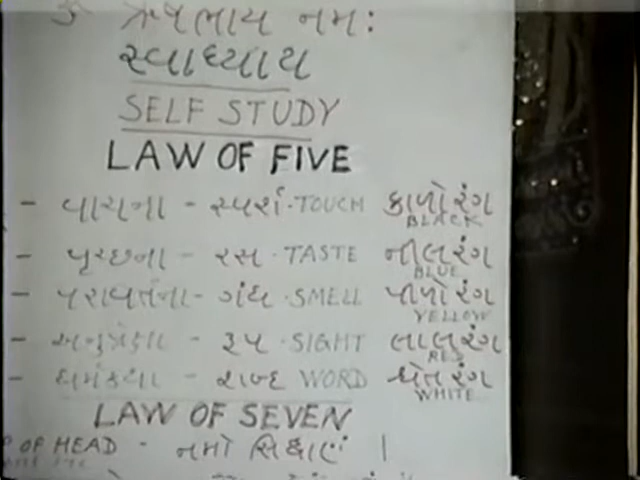 ૐ ઋષભાય નમઃ
સ્વાધ્યાય
SELF STUDY
LAW OF FIVE
- વાચના - સ્પર્શ - TOUCH કાળો રંગ
BLACK
- પૃચ્છના - રસ - TASTE નીલ રંગ
BLUE
- પરાવર્તના - ગંધ - SMELL પીળો રંગ
YELLOW
- અનુપ્રેક્ષા - રૂપ - SIGHT લાલ રંગ
RED
- ધર્મકથા - શબ્દ WORD શ્વેત રંગ
WHITE
LAW OF SEVEN
OF HEAD - નમો સિદ્ધાણં |